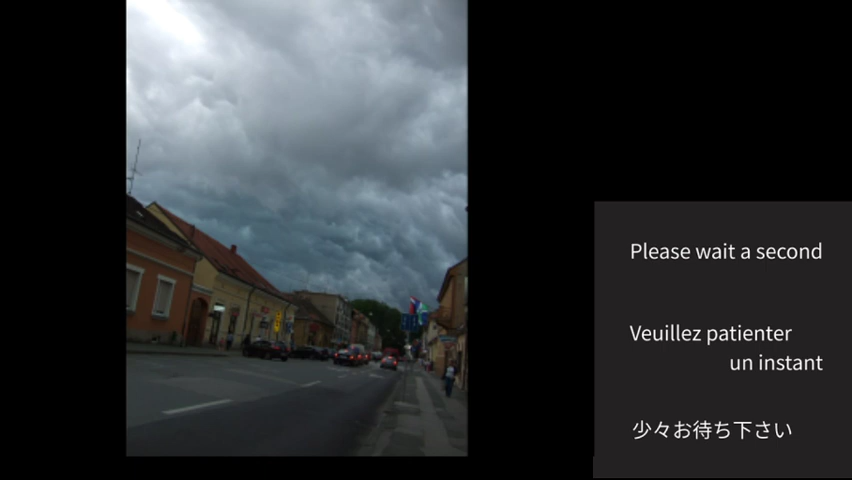 Please wait a second
Veuillez patienter
un instant
少々お待ち下さい